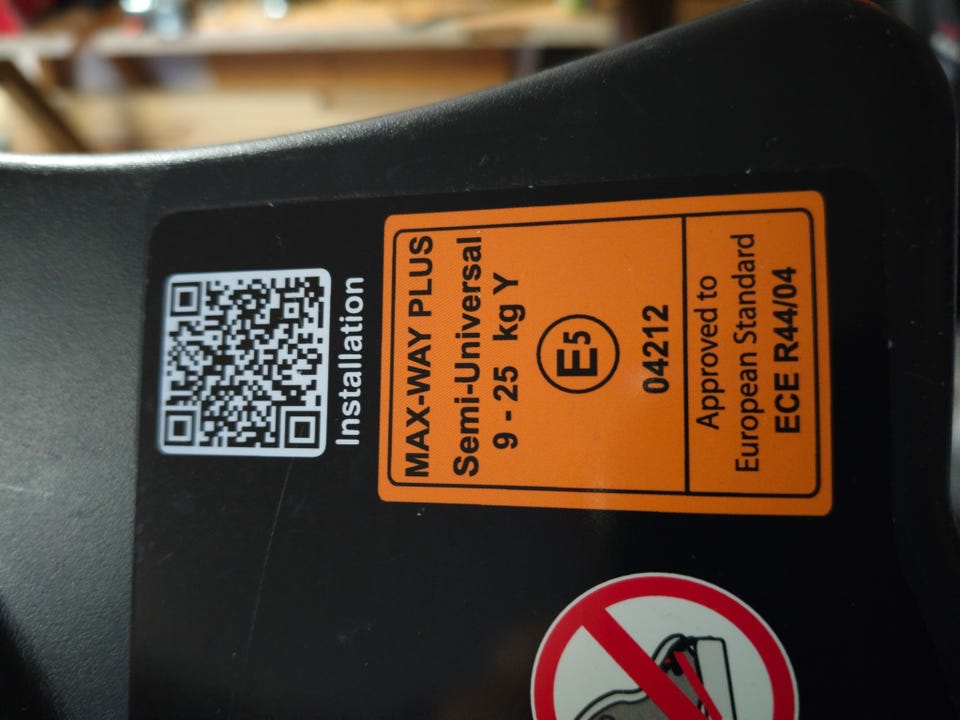 Installation
MAX-WAY PLUS
Semi-Universal
9 - 25 kg Y
E5
04212
Approved to
European Standard
ECE R44/04